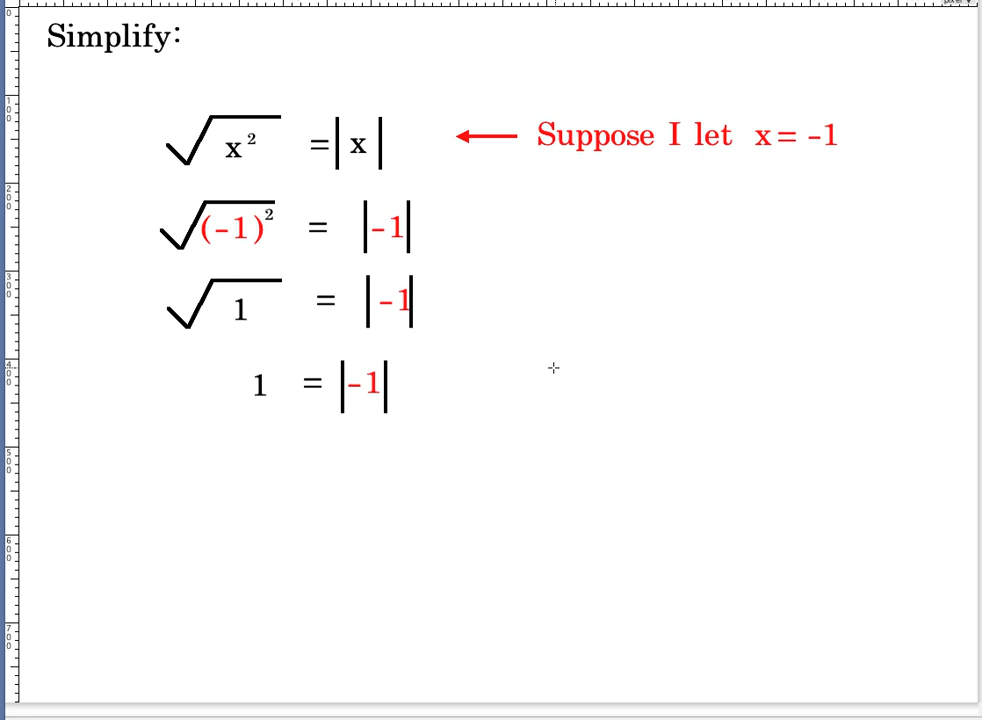 Simplify:
√x² = |x| ← Suppose I let x = -1
√(-1)² = |-1|
√1 = |-1|
1 = |-1|